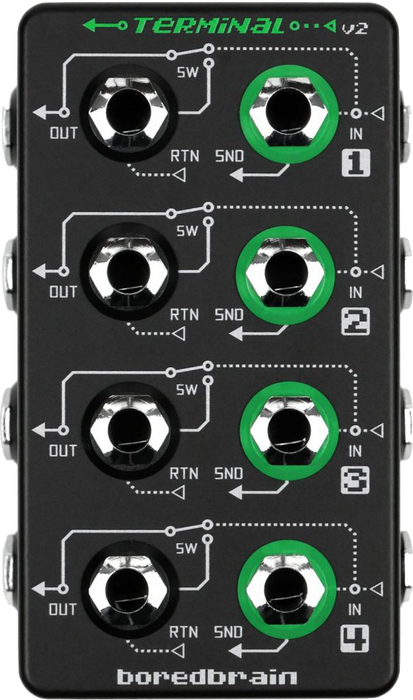 TERMINAL v2
SW
OUT
IN
RTN SND 1
SW
OUT
IN
RTN SND 2
SW
OUT
IN
RTN SND 3
SW
OUT
IN
RTN SND 4
boredbrain